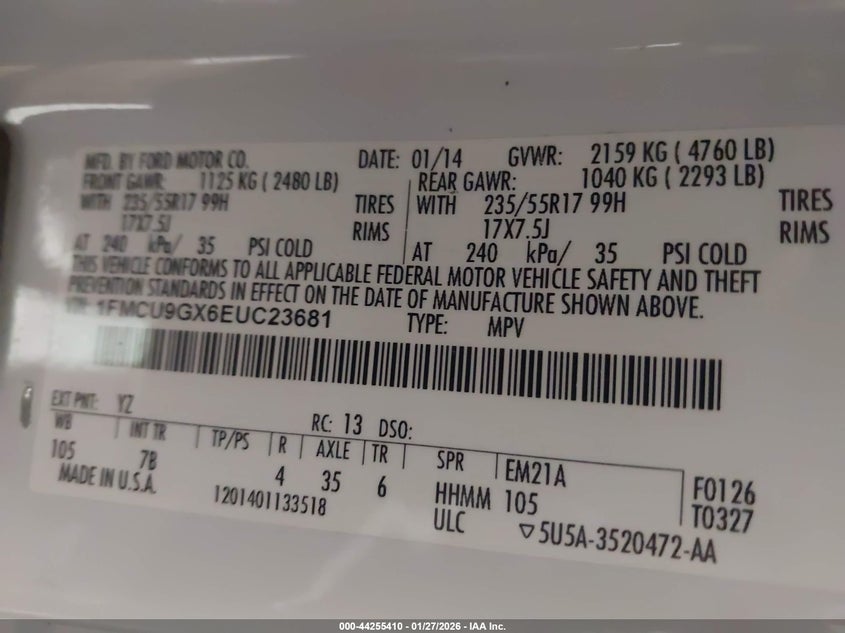 MFD. BY FORD MOTOR CO. DATE: 01/14 GVWR: 2159 KG ( 4760 LB)
FRONT GAWR: 1125 KG ( 2480 LB) REAR GAWR: 1040 KG ( 2293 LB)
WITH 235/55R17 99H TIRES WITH 235/55R17 99H TIRES
17X7.5J RIMS 17X7.5J RIMS
AT 240 kPa/ 35 PSI COLD AT 240 kPa/ 35 PSI COLD
THIS VEHICLE CONFORMS TO ALL APPLICABLE FEDERAL MOTOR VEHICLE SAFETY AND THEFT
PREVENTION STANDARDS IN EFFECT ON THE DATE OF MANUFACTURE SHOWN ABOVE.
VIN: 1FMCU9GX6EUC23681 TYPE: MPV
EXT PNT: YZ RC: 13 DSO:
WB INT TR TP/PS R AXLE TR SPR EM21A F0126
105 7B 4 35 6 HHMM 105 T0327
MADE IN U.S.A. 1201401133518 ULC ▽5U5A-3520472-AA
000-44255410 - 01/27/2026 - IAA Inc.